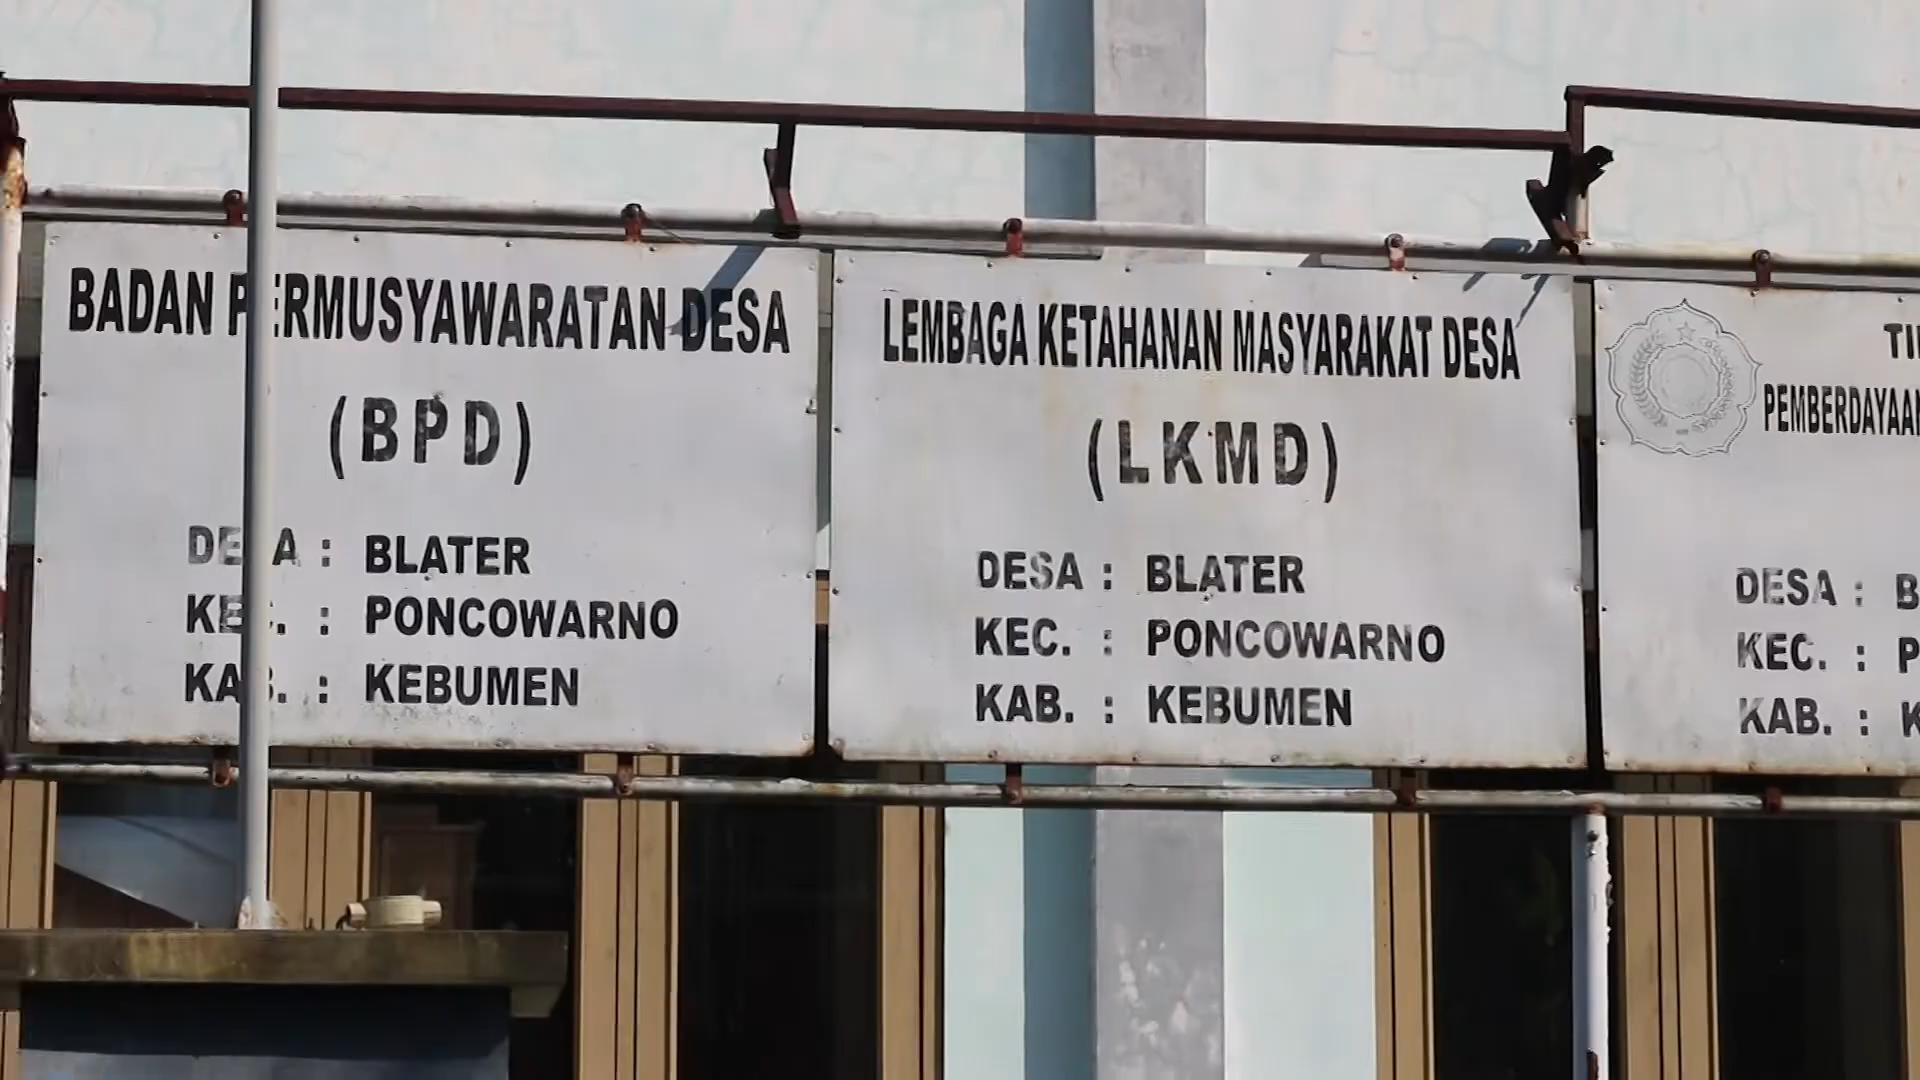 BADAN PERMUSYAWARATAN DESA
(BPD)
DESA : BLATER
KEC. : PONCOWARNO
KAB. : KEBUMEN
LEMBAGA KETAHANAN MASYARAKAT DESA
(LKMD)
DESA : BLATER
KEC. : PONCOWARNO
KAB. : KEBUMEN
PEMBERDAYAAN
DESA :
KEC. :
KAB. :